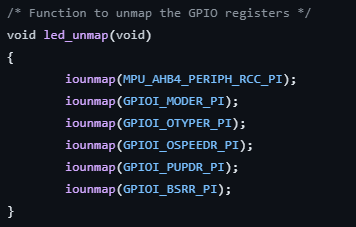 /* Function to unmap the GPIO registers */
void led_unmap(void)
{
        iounmap(MPU_AHB4_PERIPH_RCC_PI);
        iounmap(GPIOI_MODER_PI);
        iounmap(GPIOI_OTYPER_PI);
        iounmap(GPIOI_OSPEEDR_PI);
        iounmap(GPIOI_PUPDR_PI);
        iounmap(GPIOI_BSRR_PI);
}